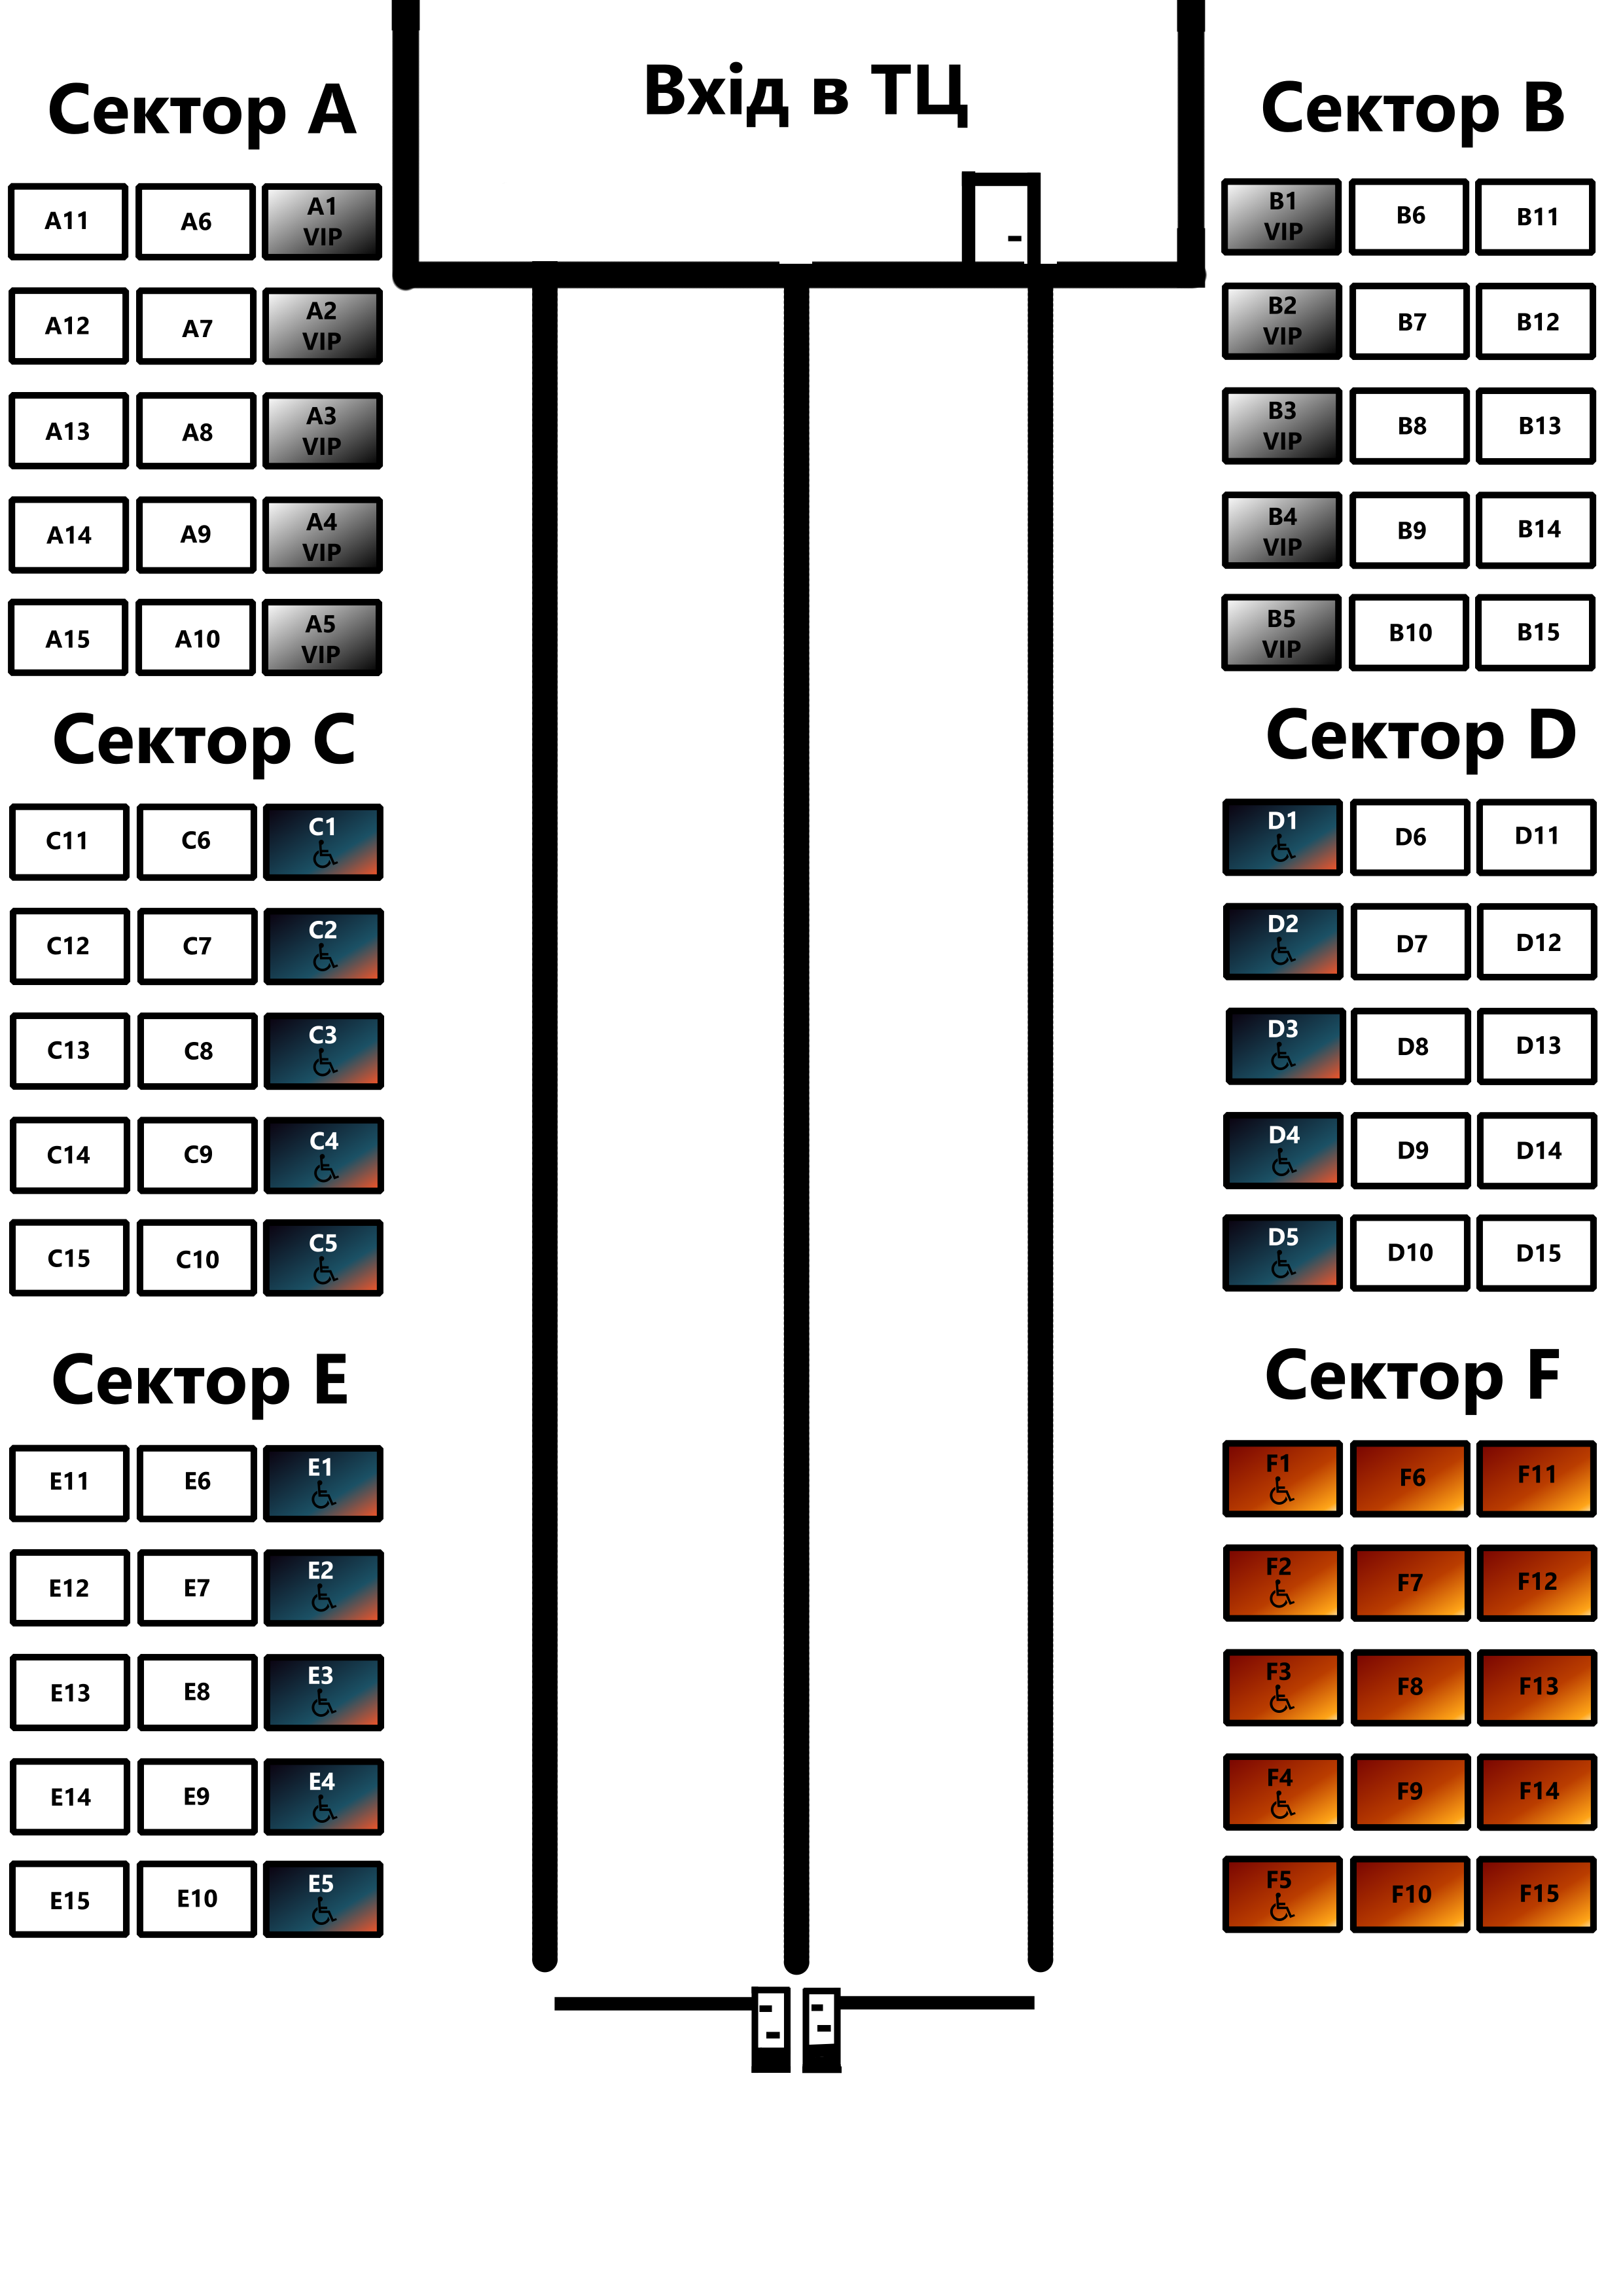 Вхід в ТЦ
Сектор A
A11 A6 A1
VIP
A12 A7 A2
VIP
A13 A8 A3
VIP
A14 A9 A4
VIP
A15 A10 A5
VIP
Сектор B
B1 B6 B11
VIP
B2 B7 B12
VIP
B3 B8 B13
VIP
B4 B9 B14
VIP
B5 B10 B15
VIP
Сектор C
C11 C6 C1
C12 C7 C2
C13 C8 C3
C14 C9 C4
C15 C10 C5
Сектор D
D1 D6 D11
D2 D7 D12
D3 D8 D13
D4 D9 D14
D5 D10 D15
Сектор E
E11 E6 E1
E12 E7 E2
E13 E8 E3
E14 E9 E4
E15 E10 E5
Сектор F
F1 F6 F11
F2 F7 F12
F3 F8 F13
F4 F9 F14
F5 F10 F15